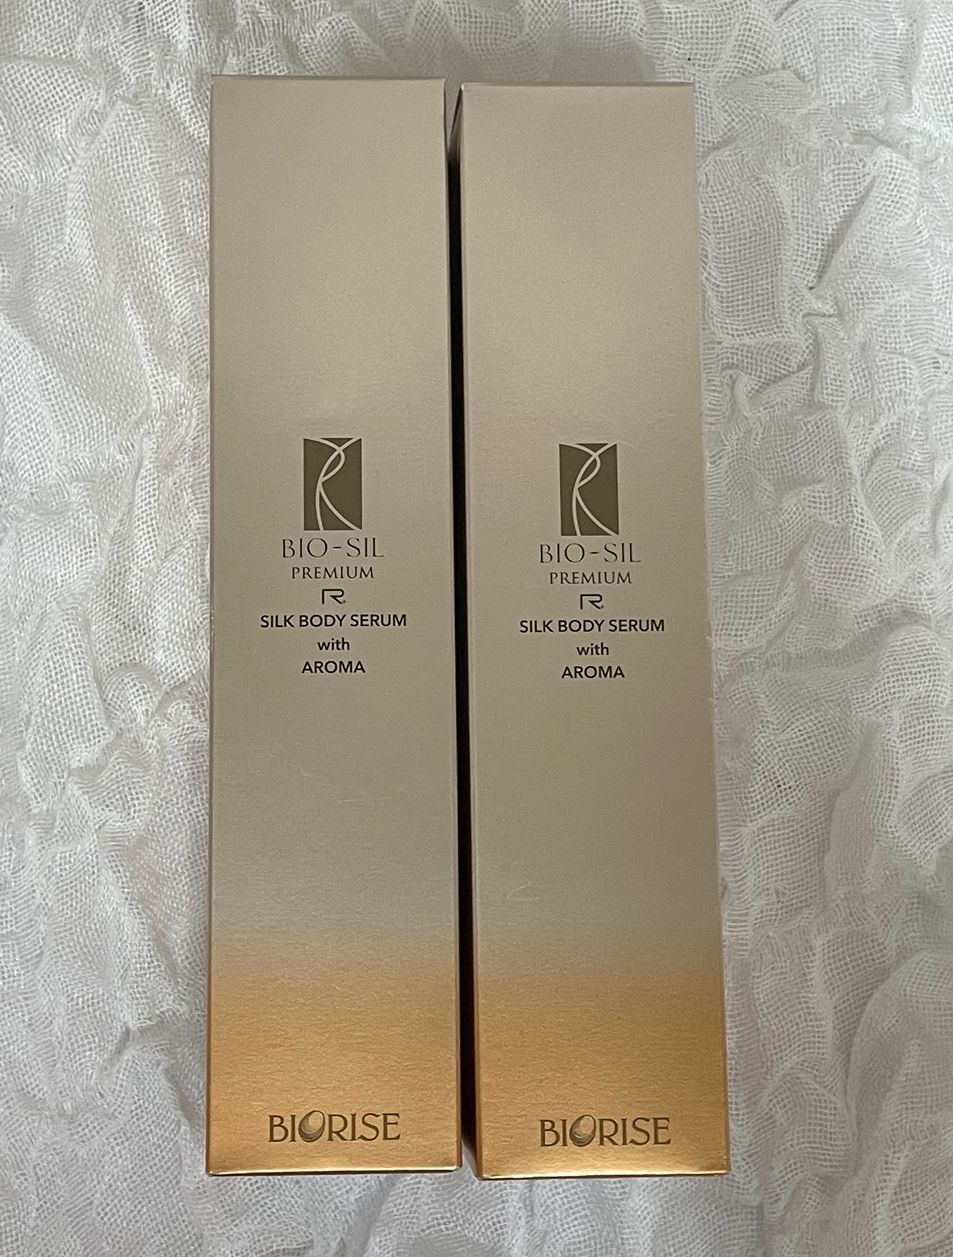 BIO-SIL
PREMIUM
R
SILK BODY SERUM
with
AROMA
BIORISE
BIO-SIL
PREMIUM
R
SILK BODY SERUM
with
AROMA
BIORISE